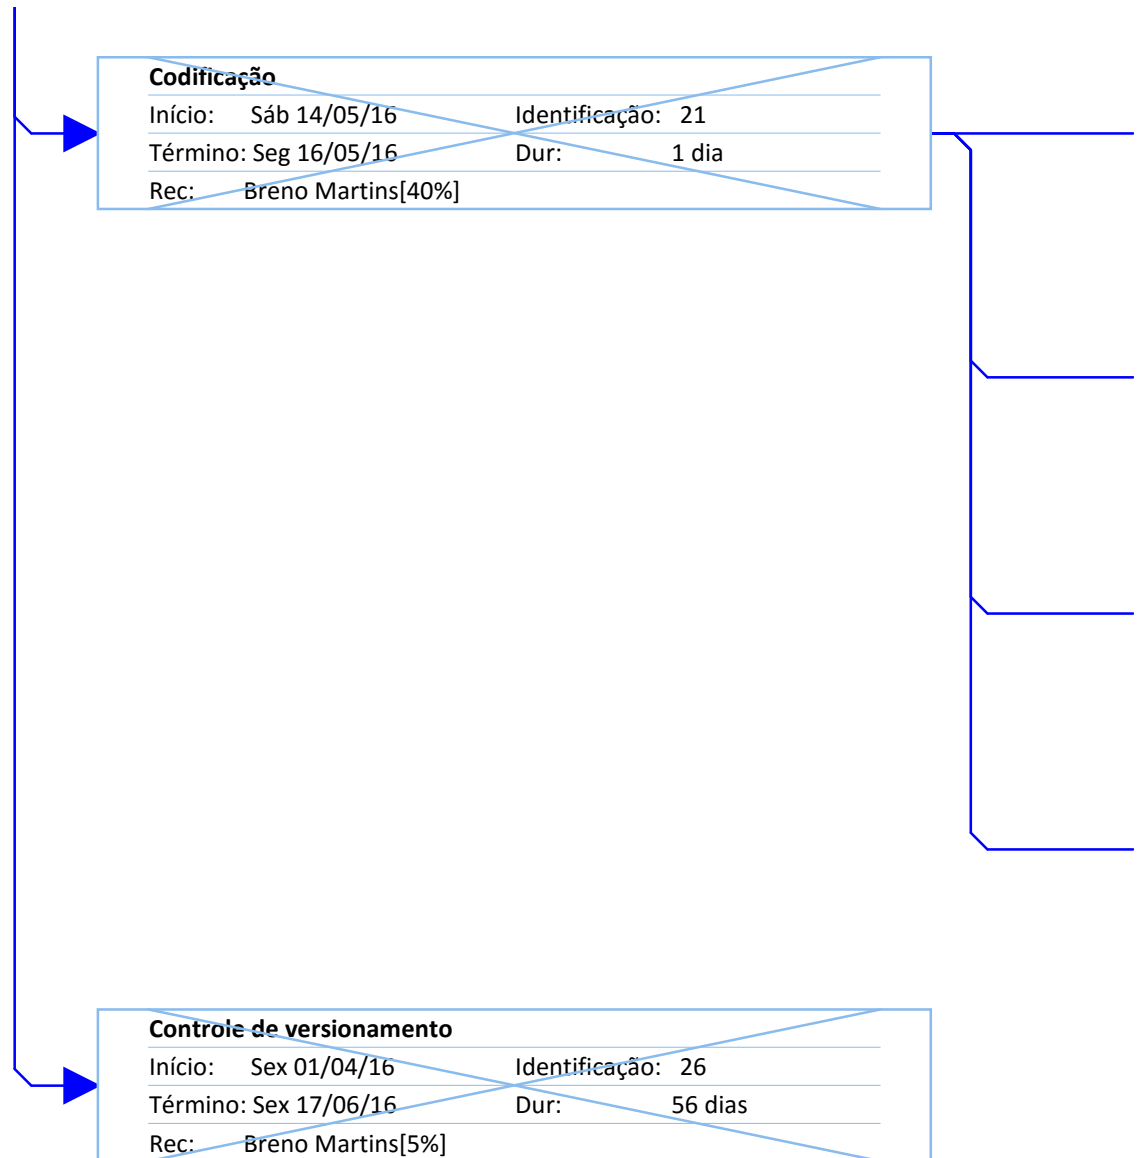 Codificação
Início: Sáb 14/05/16 Identificação: 21
Término: Seg 16/05/16 Dur: 1 dia
Rec: Breno Martins[40%]
Controle de versionamento
Início: Sex 01/04/16 Identificação: 26
Término: Sex 17/06/16 Dur: 56 dias
Rec: Breno Martins[5%]